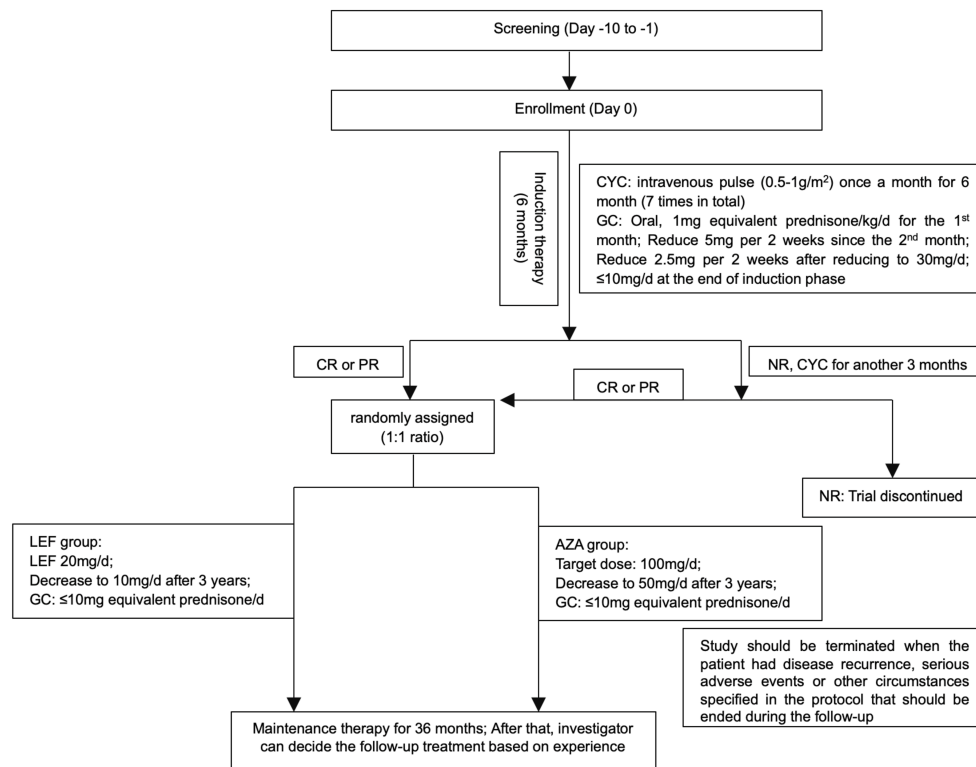 Screening (Day -10 to -1)
Enrollment (Day 0)
Induction therapy
(6 months)
CYC: intravenous pulse (0.5-1g/m²) once a month for 6
month (7 times in total)
GC: Oral, 1mg equivalent prednisone/kg/d for the 1st
month; Reduce 5mg per 2 weeks since the 2nd month;
Reduce 2.5mg per 2 weeks after reducing to 30mg/d;
≤10mg/d at the end of induction phase
CR or PR
NR, CYC for another 3 months
CR or PR
randomly assigned
(1:1 ratio)
NR: Trial discontinued
LEF group:
LEF 20mg/d;
Decrease to 10mg/d after 3 years;
GC: ≤10mg equivalent prednisone/d
AZA group:
Target dose: 100mg/d;
Decrease to 50mg/d after 3 years;
GC: ≤10mg equivalent prednisone/d
Study should be terminated when the
patient had disease recurrence, serious
adverse events or other circumstances
specified in the protocol that should be
ended during the follow-up
Maintenance therapy for 36 months; After that, investigator
can decide the follow-up treatment based on experience